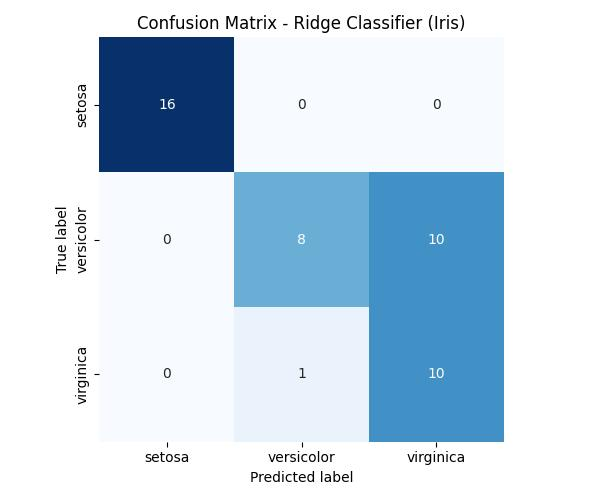 Confusion Matrix - Ridge Classifier (Iris)
True label
setosa
16 0 0
versicolor
0 8 10
virginica
0 1 10
setosa versicolor virginica
Predicted label